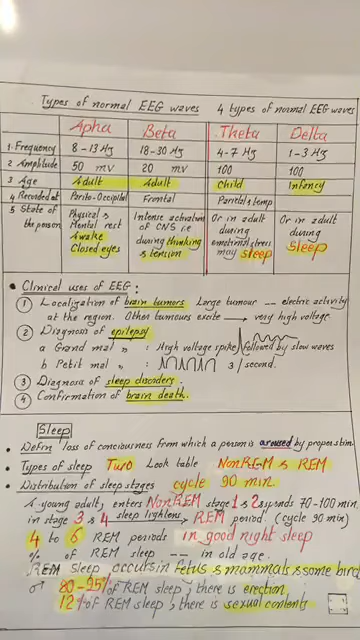 Types of normal EEG waves 4 types of normal EEG waves
Apha Beta Theta Delta
1 Frequency 8-13 Hz 18-30 Hz 4-7 Hz 1-3 Hz
2 Amplitude 50 mv 20 mv 100 100
3 Age Adult Adult Child Infancy
4 Recorded at Parito-Occipital Frontal Parital & temp
5 State of the person Physical & Mental rest Awake Closed eyes Intense activation of CNS i.e during thinking & tension Or in adult during emotional stress may sleep Or in adult during Sleep
• Clinical uses of EEG:
① Localization of brain tumors Large tumour -- electric activity
at the region. Other tumours excite → very high voltage.
② Diagnosis of epilepsy
a Grand mal " : High voltage spike followed by slow waves
b Petit mal " : 3/second.
③ Diagnosis of sleep disorders.
④ Confirmation of brain death.
Sleep
• Defn: loss of conciousness from which a person is aroused by proper stim
• Types of sleep Two Look table NonREM & REM
• Distribution of sleep stages cycle 90 min
A young adult, enters NonREM stage 1 & 2 spends 70-100 min
in stage 3 & 4 sleep lightens → REM period. (cycle 90 min)
4 to 6 REM periods in good night sleep
% of REM sleep -- in old age.
REM Sleep occurs in fetus & mammals & some bird
20-25% of REM sleep; there is erection
12% of REM sleep; there is sexual contents